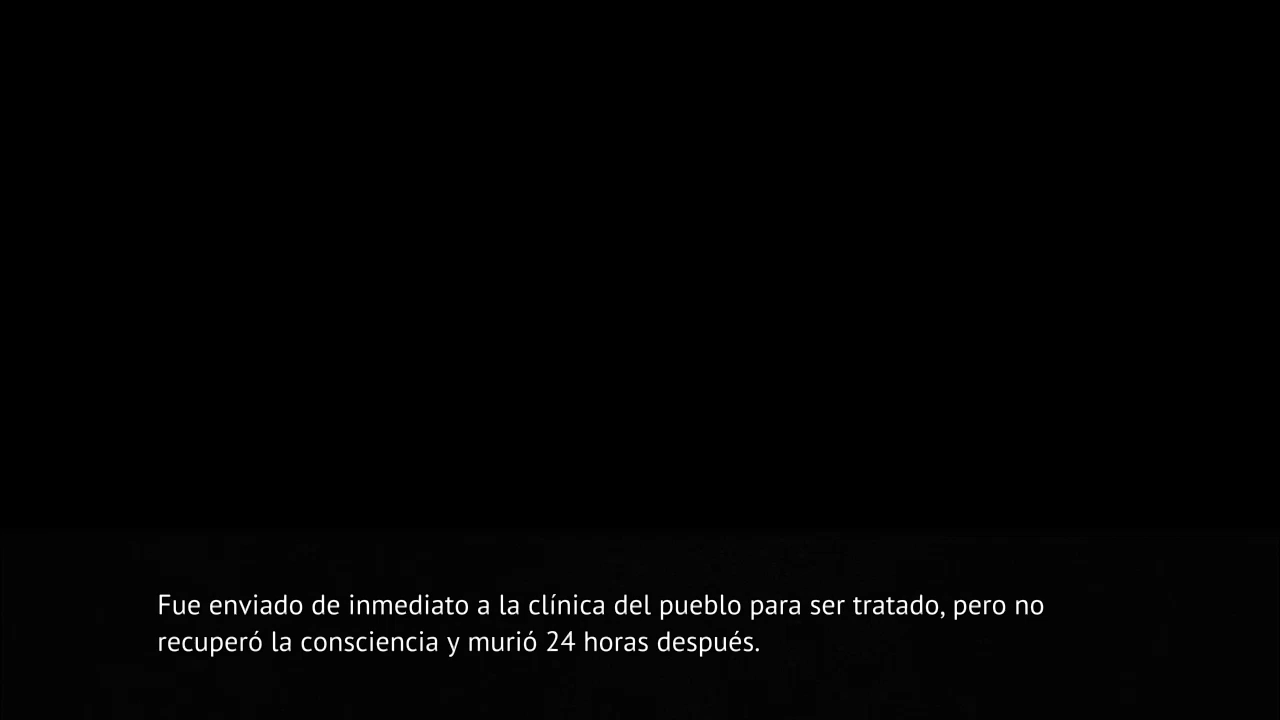 Fue enviado de inmediato a la clínica del pueblo para ser tratado, pero no
recuperó la consciencia y murió 24 horas después.